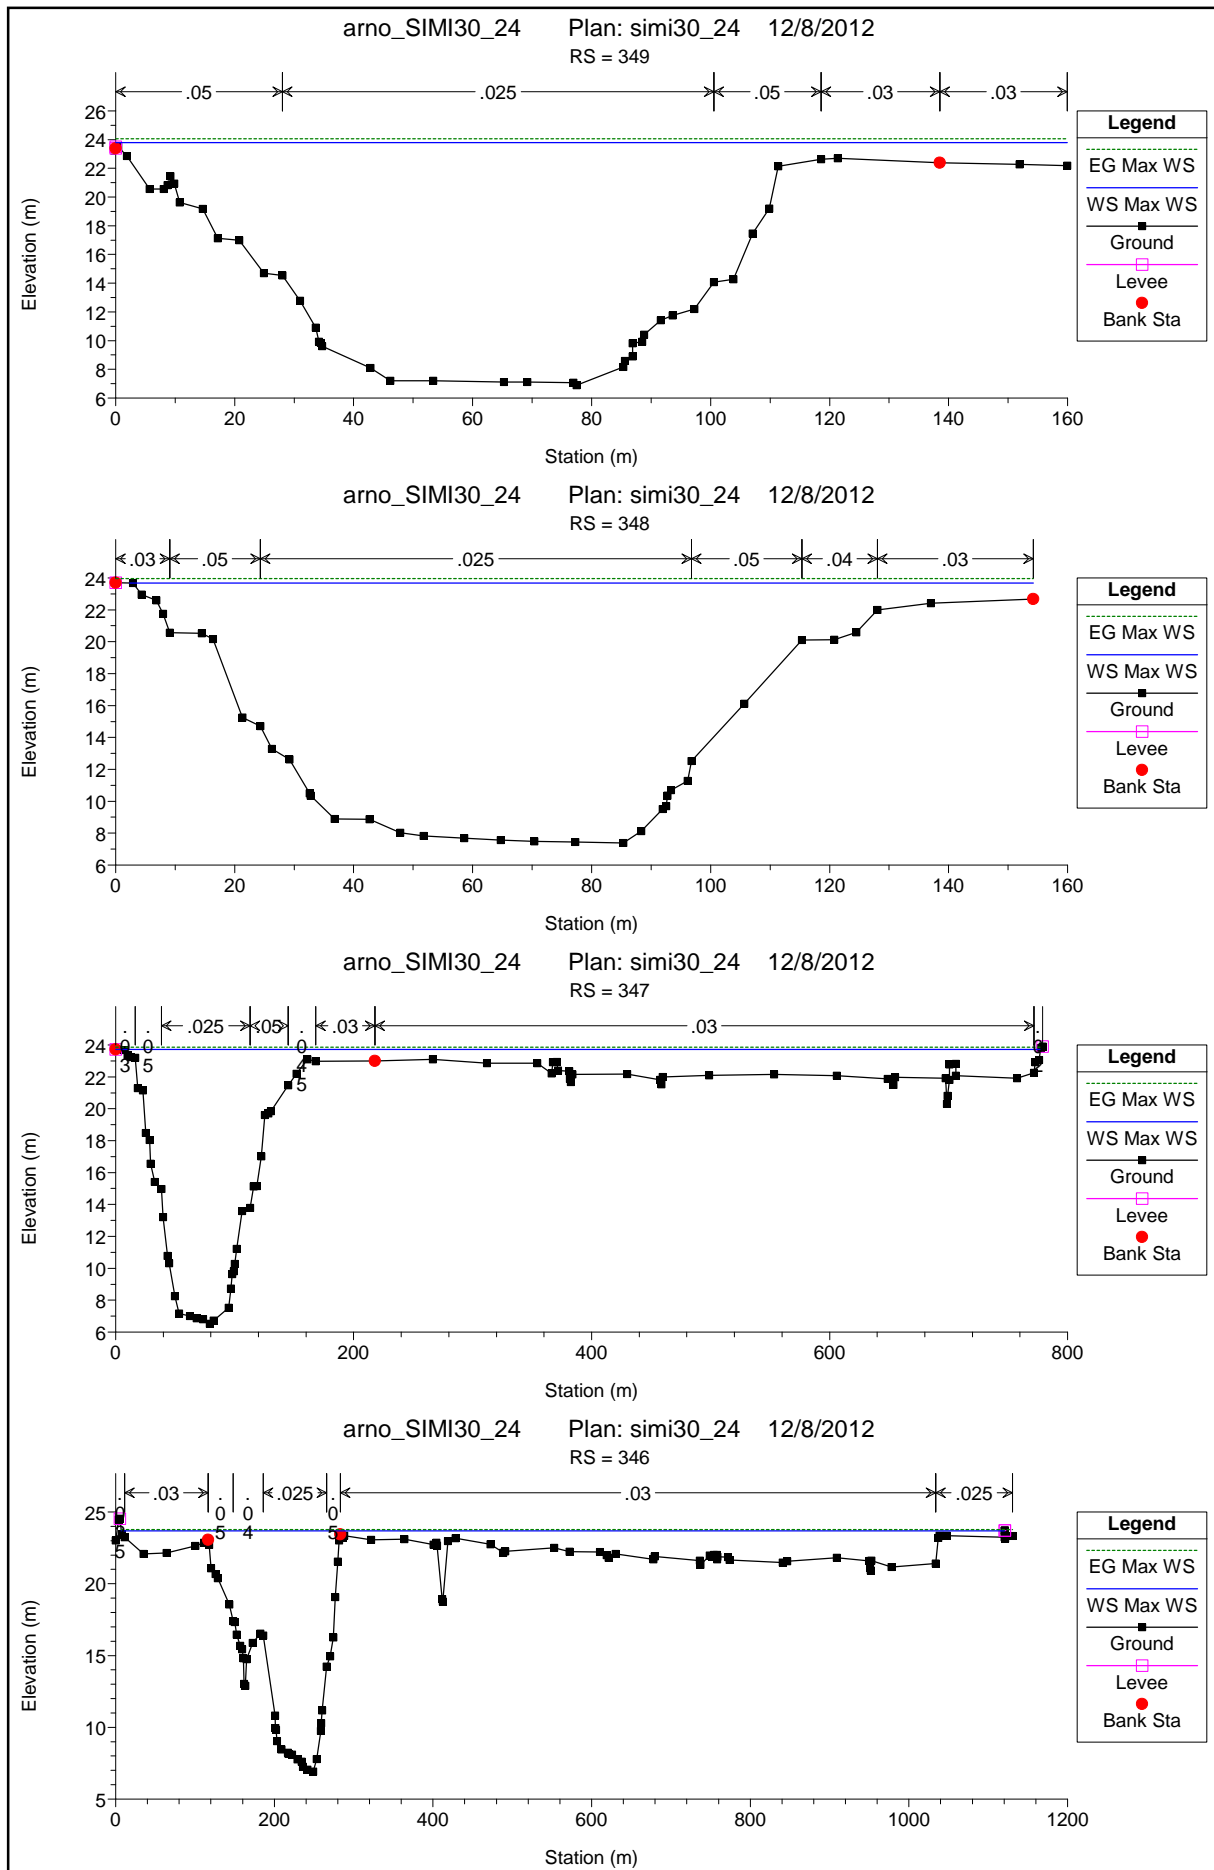 arno_SIMI30_24 Plan: simi30_24 12/8/2012
RS = 349
.05 .025 .05 .03 .03
26
24
22
20
18
16
14
12
10
8
6
Elevation (m)
0 20 40 60 80 100 120 140 160
Station (m)
Legend
EG Max WS
WS Max WS
Ground
Levee
Bank Sta
arno_SIMI30_24 Plan: simi30_24 12/8/2012
RS = 348
.03 .05 .025 .05 .04 .03
24
22
20
18
16
14
12
10
8
6
Elevation (m)
0 20 40 60 80 100 120 140 160
Station (m)
Legend
EG Max WS
WS Max WS
Ground
Levee
Bank Sta
arno_SIMI30_24 Plan: simi30_24 12/8/2012
RS = 347
.03 .05 .025 .05 .045 .03 .03
24
22
20
18
16
14
12
10
8
6
Elevation (m)
0 200 400 600 800
Station (m)
Legend
EG Max WS
WS Max WS
Ground
Levee
Bank Sta
arno_SIMI30_24 Plan: simi30_24 12/8/2012
RS = 346
.025 .03 .05 .04 .025 .05 .03 .025
25
20
15
10
5
Elevation (m)
0 200 400 600 800 1000 1200
Station (m)
Legend
EG Max WS
WS Max WS
Ground
Levee
Bank Sta